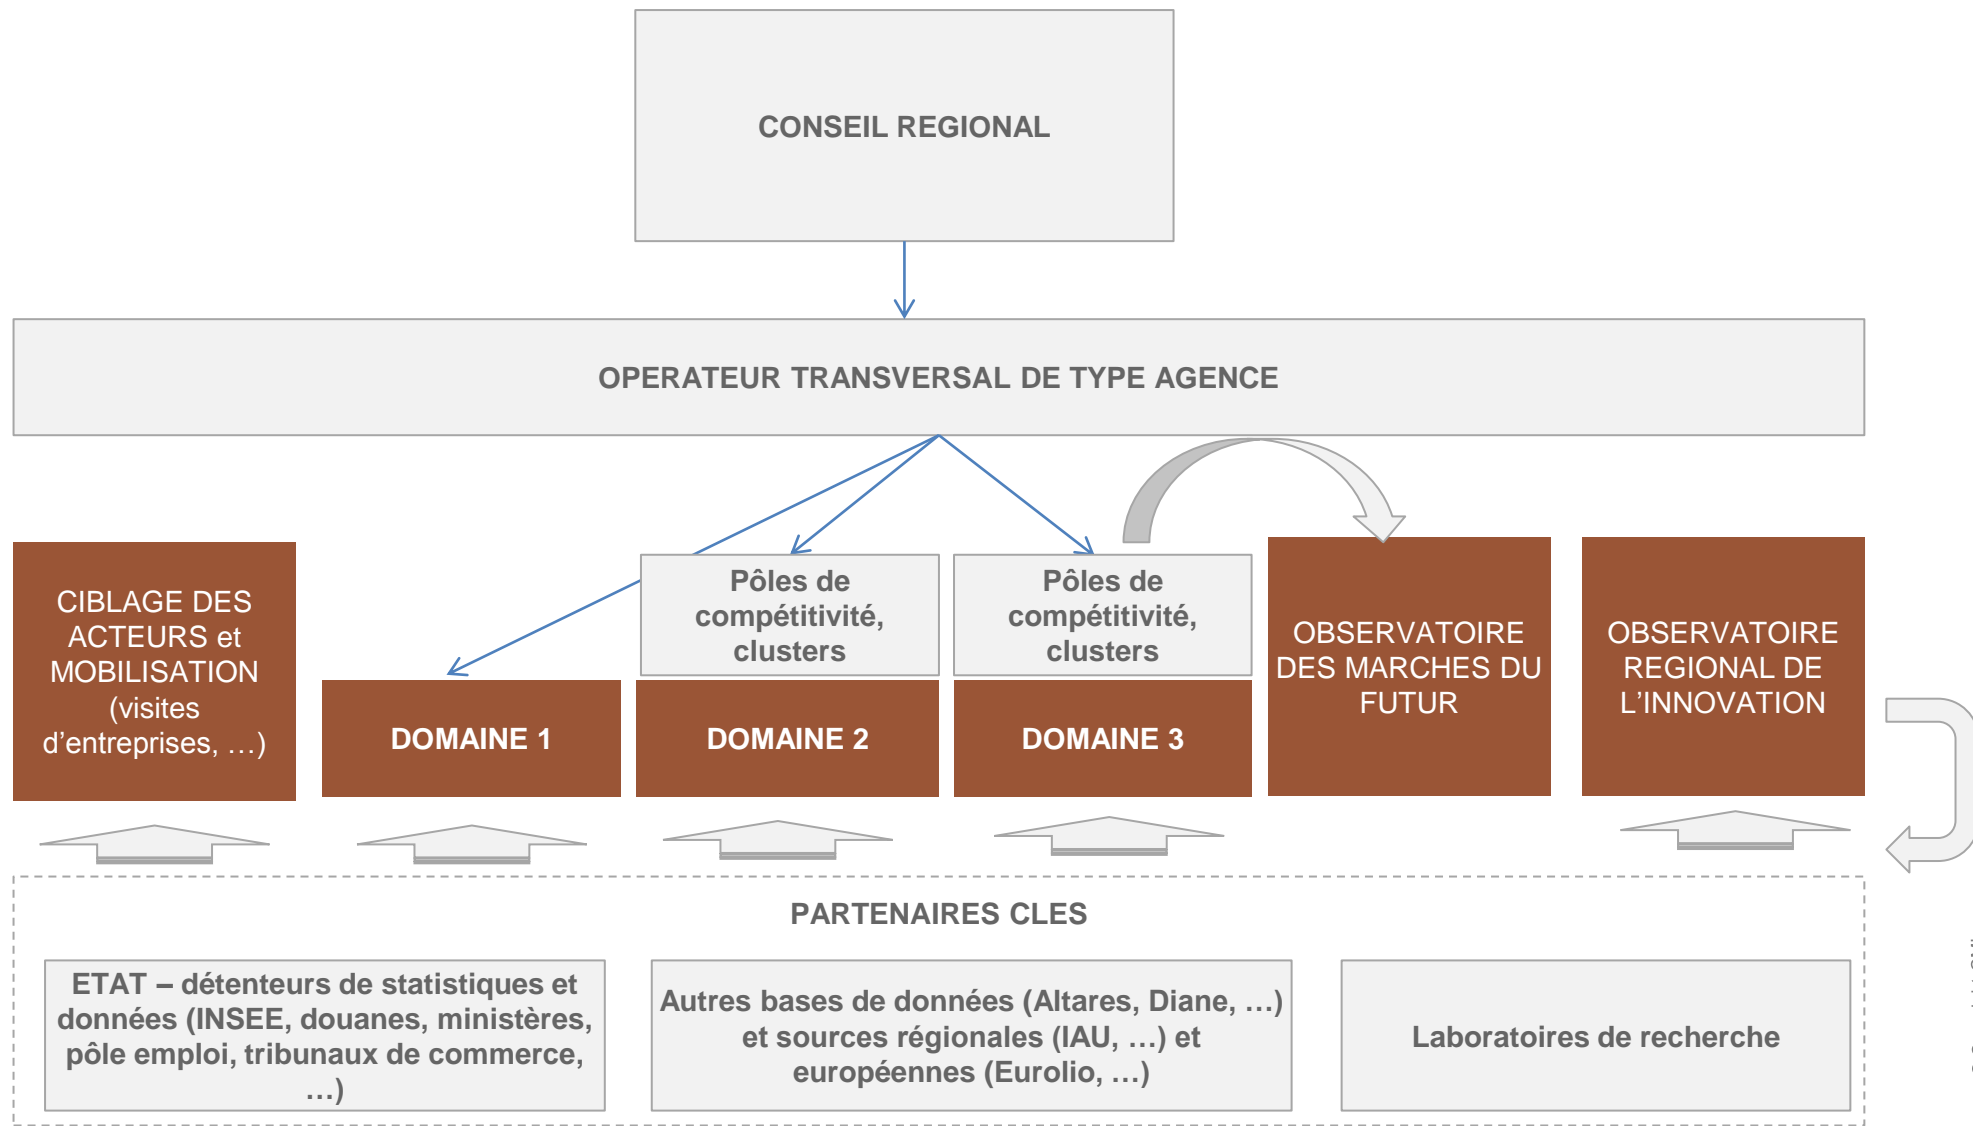 CONSEIL REGIONAL
OPERATEUR TRANSVERSAL DE TYPE AGENCE
CIBLAGE DES
ACTEURS et
MOBILISATION
(visites
d’entreprises, …)
DOMAINE 1
Pôles de
compétitivité,
clusters
DOMAINE 2
Pôles de
compétitivité,
clusters
DOMAINE 3
OBSERVATOIRE
DES MARCHES DU
FUTUR
OBSERVATOIRE
REGIONAL DE
L’INNOVATION
PARTENAIRES CLES
ETAT – détenteurs de statistiques et
données (INSEE, douanes, ministères,
pôle emploi, tribunaux de commerce,
…)
Autres bases de données (Altares, Diane, …)
et sources régionales (IAU, …) et
européennes (Eurolio, …)
Laboratoires de recherche